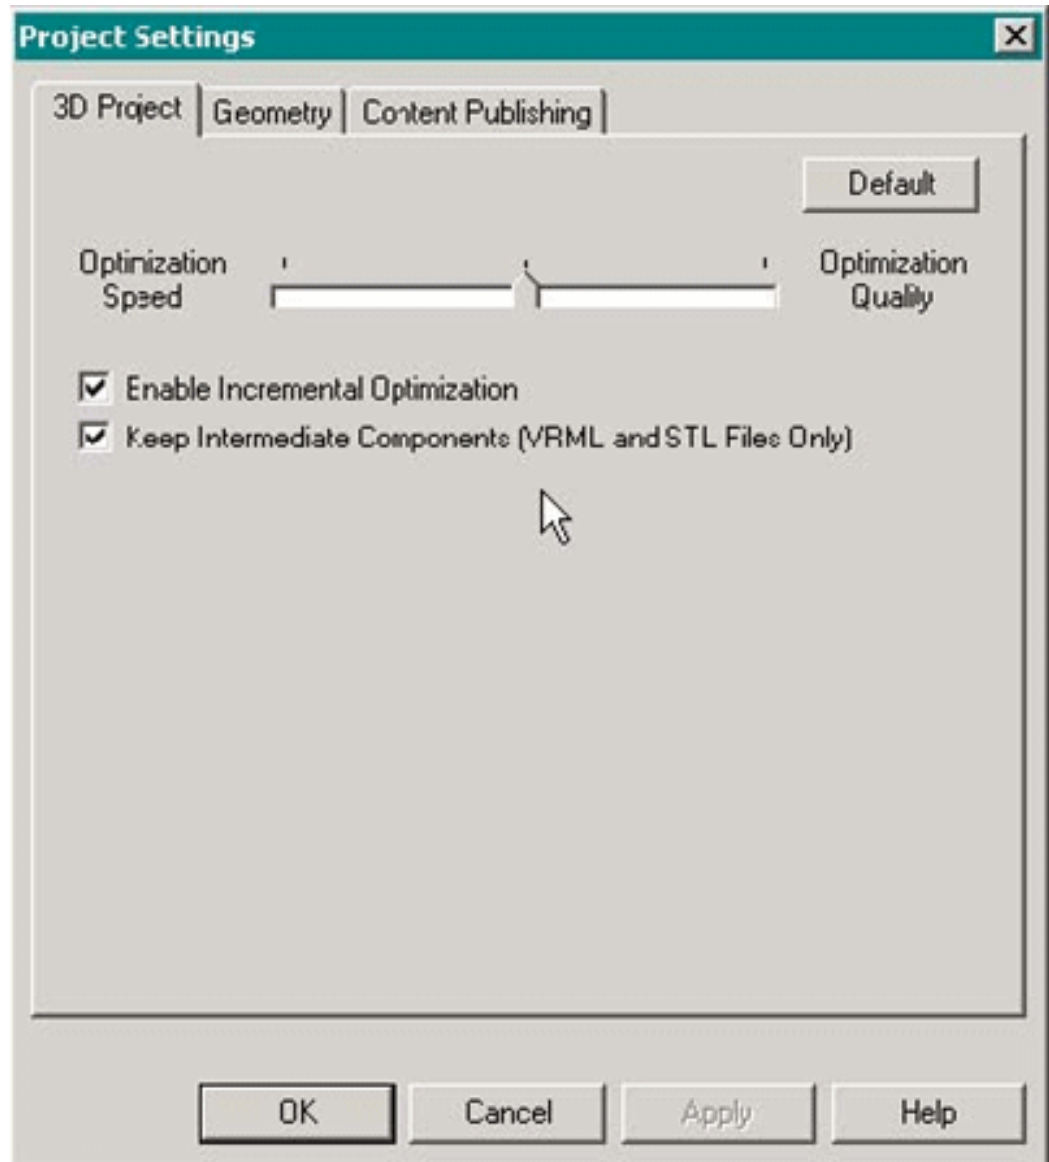 Project Settings
3D Project Geometry Content Publishing
Default
Optimization Speed
Optimization Quality
Enable Incremental Optimization
Keep Intermediate Components (VRML and STL Files Only)
OK Cancel Apply Help